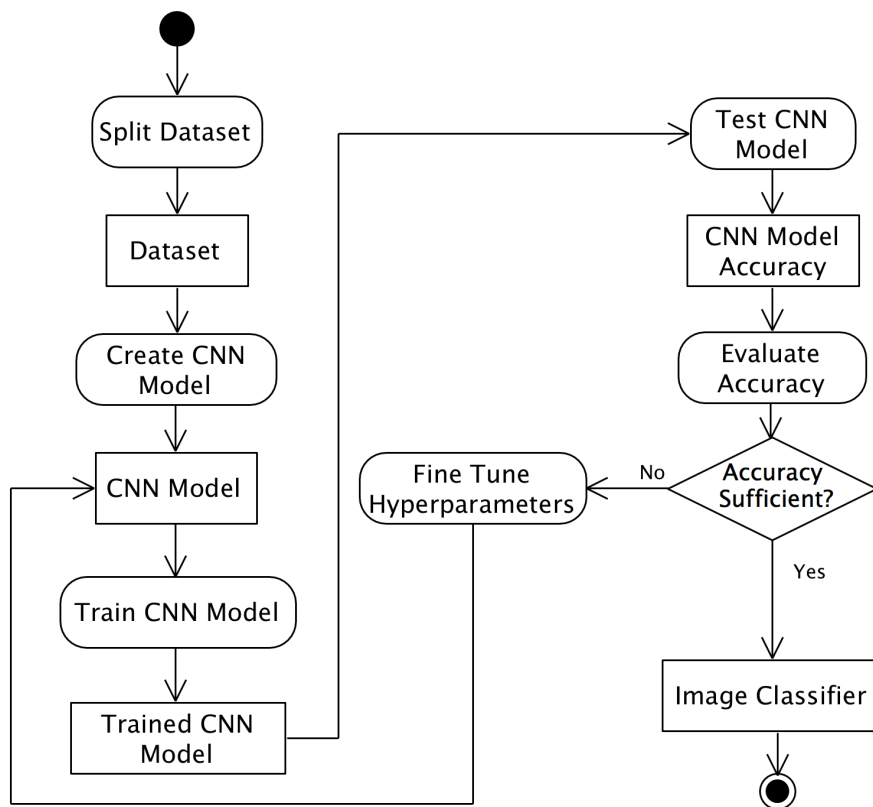 Split Dataset
Dataset
Create CNN
Model
CNN Model
Train CNN Model
Trained CNN
Model
Test CNN
Model
CNN Model
Accuracy
Evaluate
Accuracy
Accuracy
Sufficient?
No
Fine Tune
Hyperparameters
Yes
Image Classifier